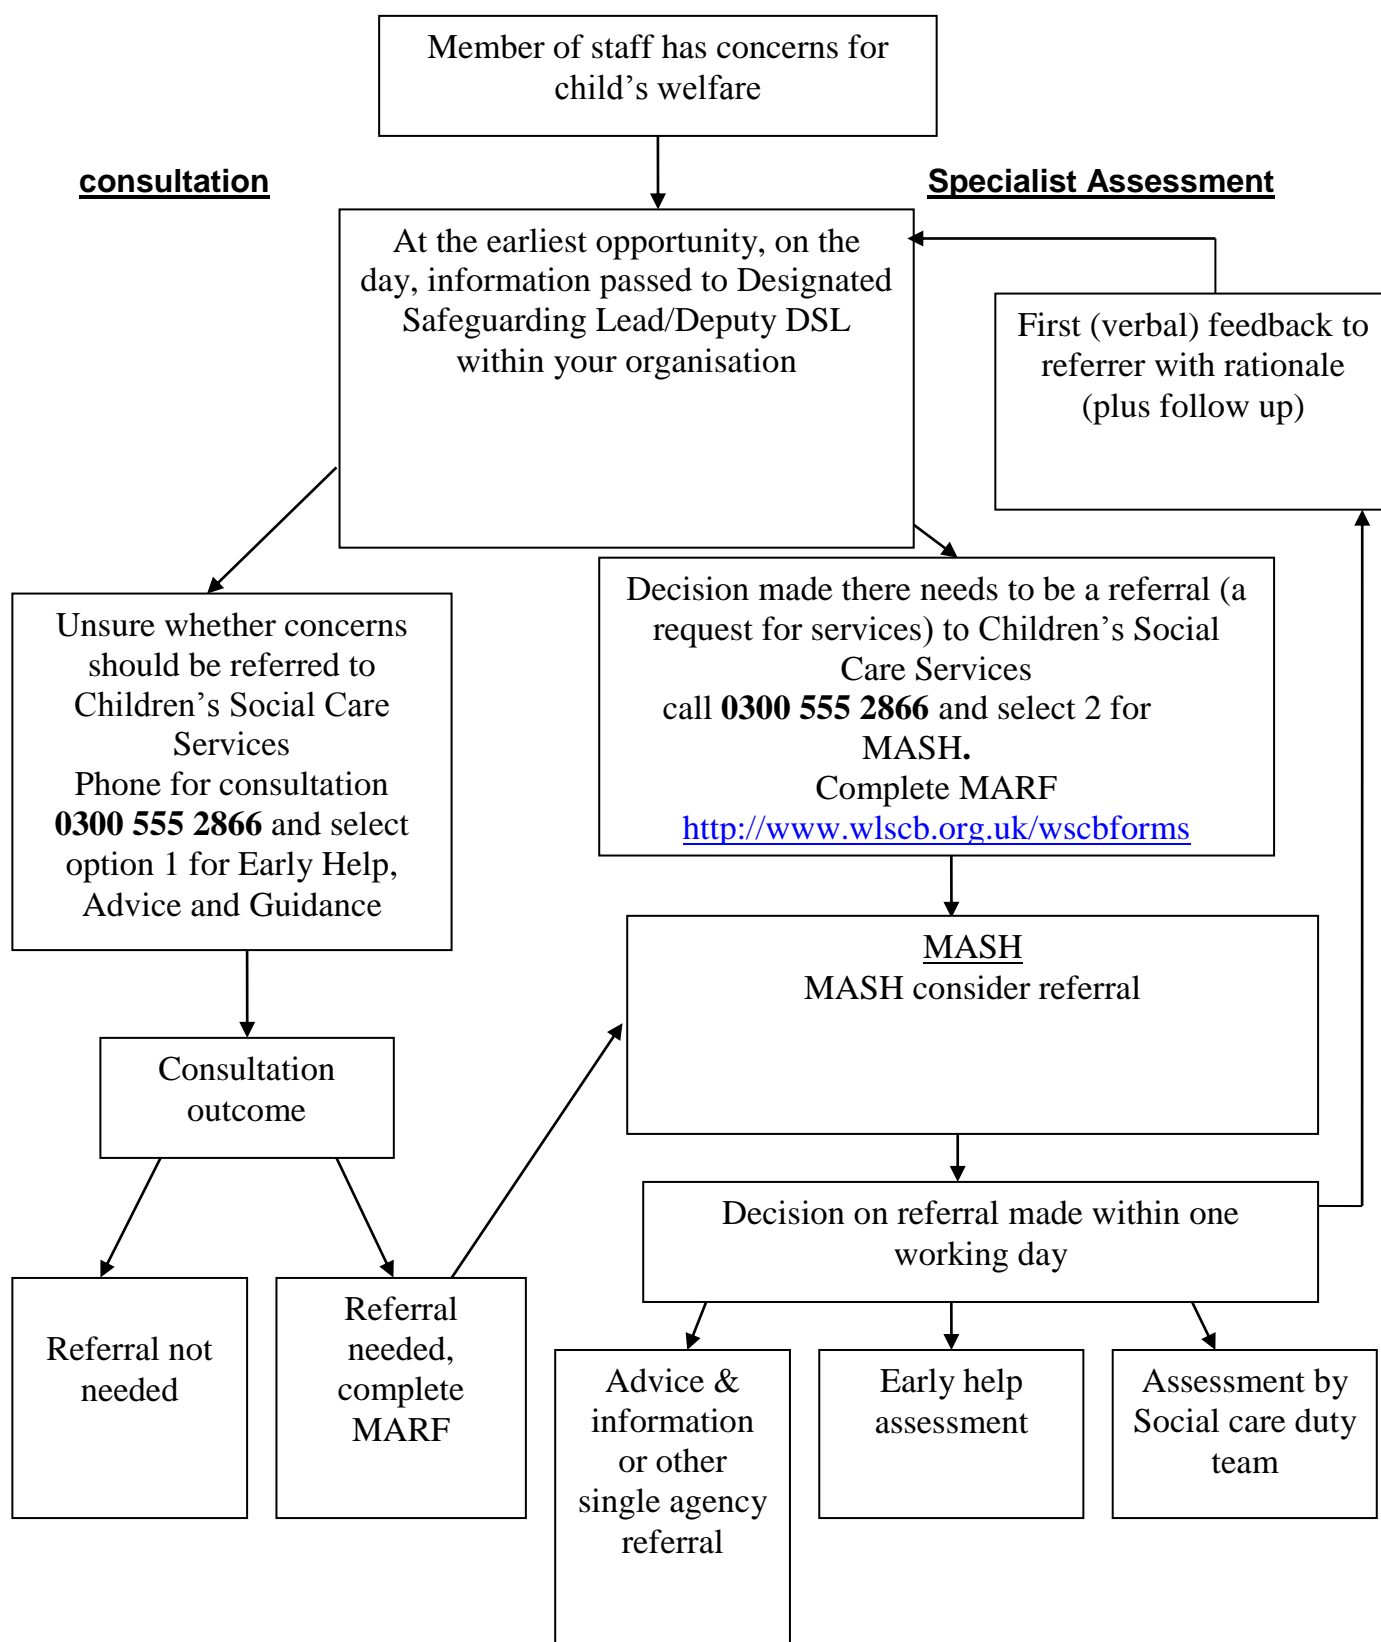 Member of staff has concerns for
child’s welfare
consultation
Specialist Assessment
At the earliest opportunity, on the
day, information passed to Designated
Safeguarding Lead/Deputy DSL
within your organisation
First (verbal) feedback to
referrer with rationale
(plus follow up)
Unsure whether concerns
should be referred to
Children’s Social Care
Services
Phone for consultation
0300 555 2866 and select
option 1 for Early Help,
Advice and Guidance
Decision made there needs to be a referral (a
request for services) to Children’s Social
Care Services
call 0300 555 2866 and select 2 for
MASH.
Complete MARF
http://www.wlscb.org.uk/wscbforms
MASH
MASH consider referral
Consultation
outcome
Decision on referral made within one
working day
Referral not
needed
Referral
needed,
complete
MARF
Advice &
information
or other
single agency
referral
Early help
assessment
Assessment by
Social care duty
team